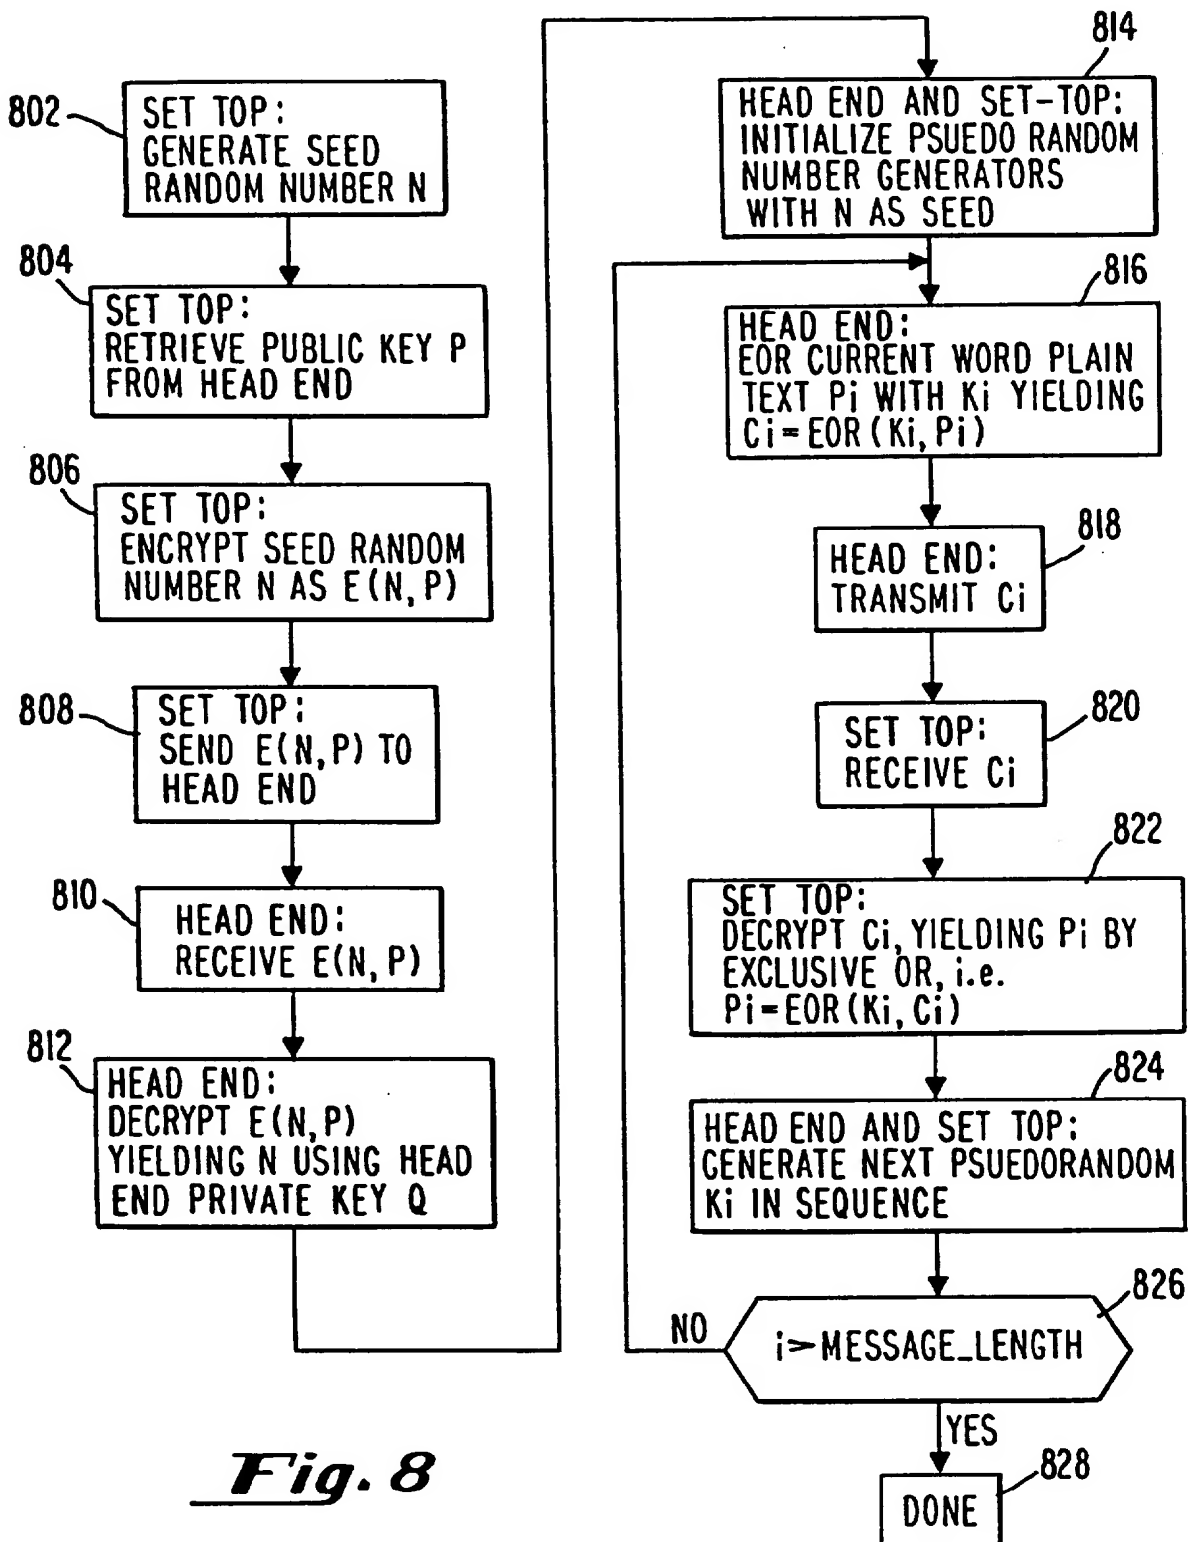 802
SET TOP:
GENERATE SEED
RANDOM NUMBER N
804
SET TOP:
RETRIEVE PUBLIC KEY P
FROM HEAD END
806
SET TOP:
ENCRYPT SEED RANDOM
NUMBER N AS E(N,P)
808
SET TOP:
SEND E(N,P) TO
HEAD END
810
HEAD END:
RECEIVE E(N,P)
812
HEAD END:
DECRYPT E(N,P)
YIELDING N USING HEAD
END PRIVATE KEY Q
814
HEAD END AND SET-TOP:
INITIALIZE PSUEDO RANDOM
NUMBER GENERATORS
WITH N AS SEED
816
HEAD END:
EOR CURRENT WORD PLAIN
TEXT Pi WITH Ki YIELDING
Ci=EOR(Ki,Pi)
818
HEAD END:
TRANSMIT Ci
820
SET TOP:
RECEIVE Ci
822
SET TOP:
DECRYPT Ci, YIELDING Pi BY
EXCLUSIVE OR, i.e.
Pi=EOR(Ki,Ci)
824
HEAD END AND SET TOP:
GENERATE NEXT PSUEDORANDOM
Ki IN SEQUENCE
826
i>MESSAGE_LENGTH
NO
YES
828
DONE
Fig. 8